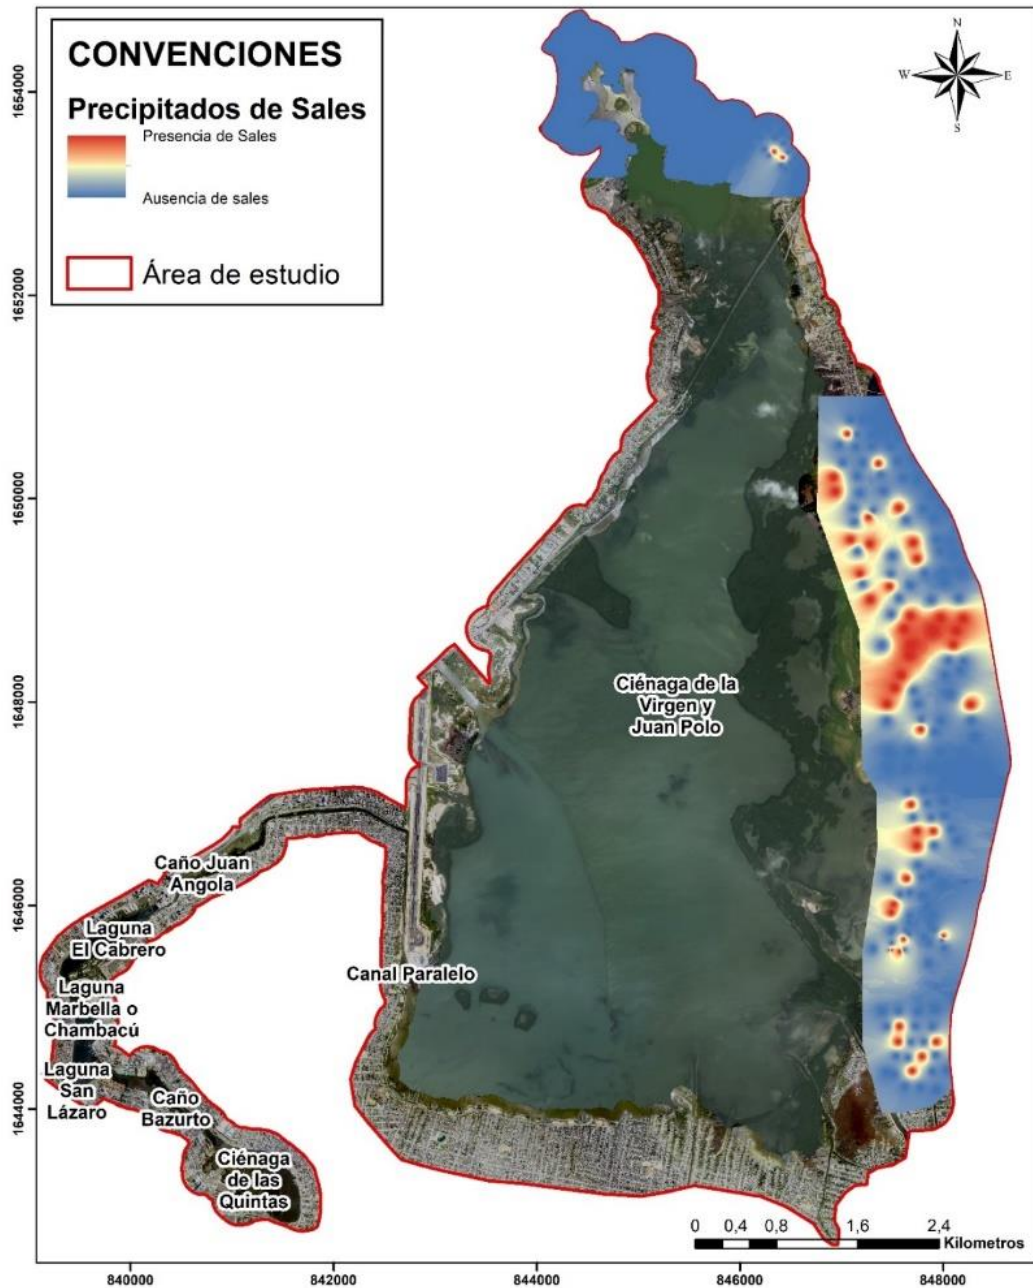 CONVENCIONES
Precipitados de Sales
Presencia de Sales
Ausencia de sales
Área de estudio
N
W
E
S
1654000
1652000
1650000
1648000
1646000
1644000
Ciénaga de la
Virgen y
Juan Polo
Caño Juan
Angola
Laguna
El Cabrero
Canal Paralelo
Laguna
Marbella o
Chambacú
Laguna
San
Lázaro
Caño
Bazurto
Ciénaga
de las
Quintas
0 0,4 0,8 1,6 2,4
Kilometros
840000 842000 844000 846000 848000